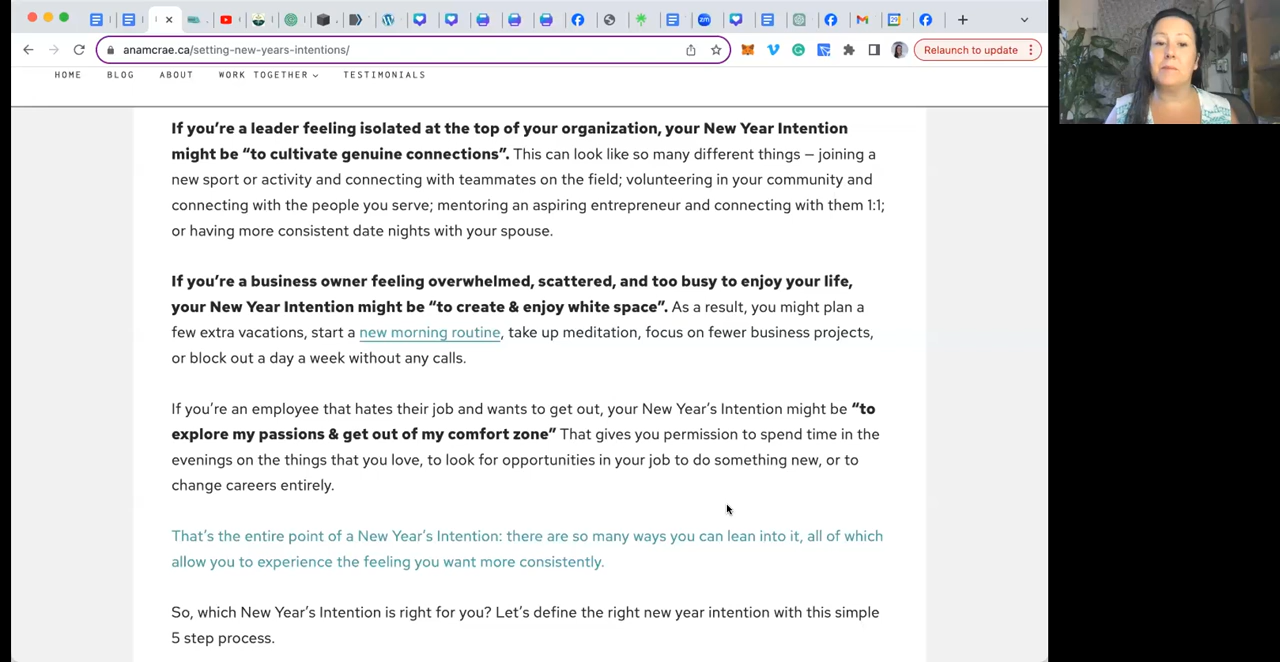 anamcrae.ca/setting-new-years-intentions/
Relaunch to update
HOME BLOG ABOUT WORK TOGETHER TESTIMONIALS
If you’re a leader feeling isolated at the top of your organization, your New Year Intention
might be “to cultivate genuine connections”. This can look like so many different things — joining a
new sport or activity and connecting with teammates on the field; volunteering in your community and
connecting with the people you serve; mentoring an aspiring entrepreneur and connecting with them 1:1;
or having more consistent date nights with your spouse.
If you’re a business owner feeling overwhelmed, scattered, and too busy to enjoy your life,
your New Year Intention might be “to create & enjoy white space”. As a result, you might plan a
few extra vacations, start a new morning routine, take up meditation, focus on fewer business projects,
or block out a day a week without any calls.
If you’re an employee that hates their job and wants to get out, your New Year’s Intention might be “to
explore my passions & get out of my comfort zone” That gives you permission to spend time in the
evenings on the things that you love, to look for opportunities in your job to do something new, or to
change careers entirely.
That’s the entire point of a New Year’s Intention: there are so many ways you can lean into it, all of which
allow you to experience the feeling you want more consistently.
So, which New Year’s Intention is right for you? Let’s define the right new year intention with this simple
5 step process.